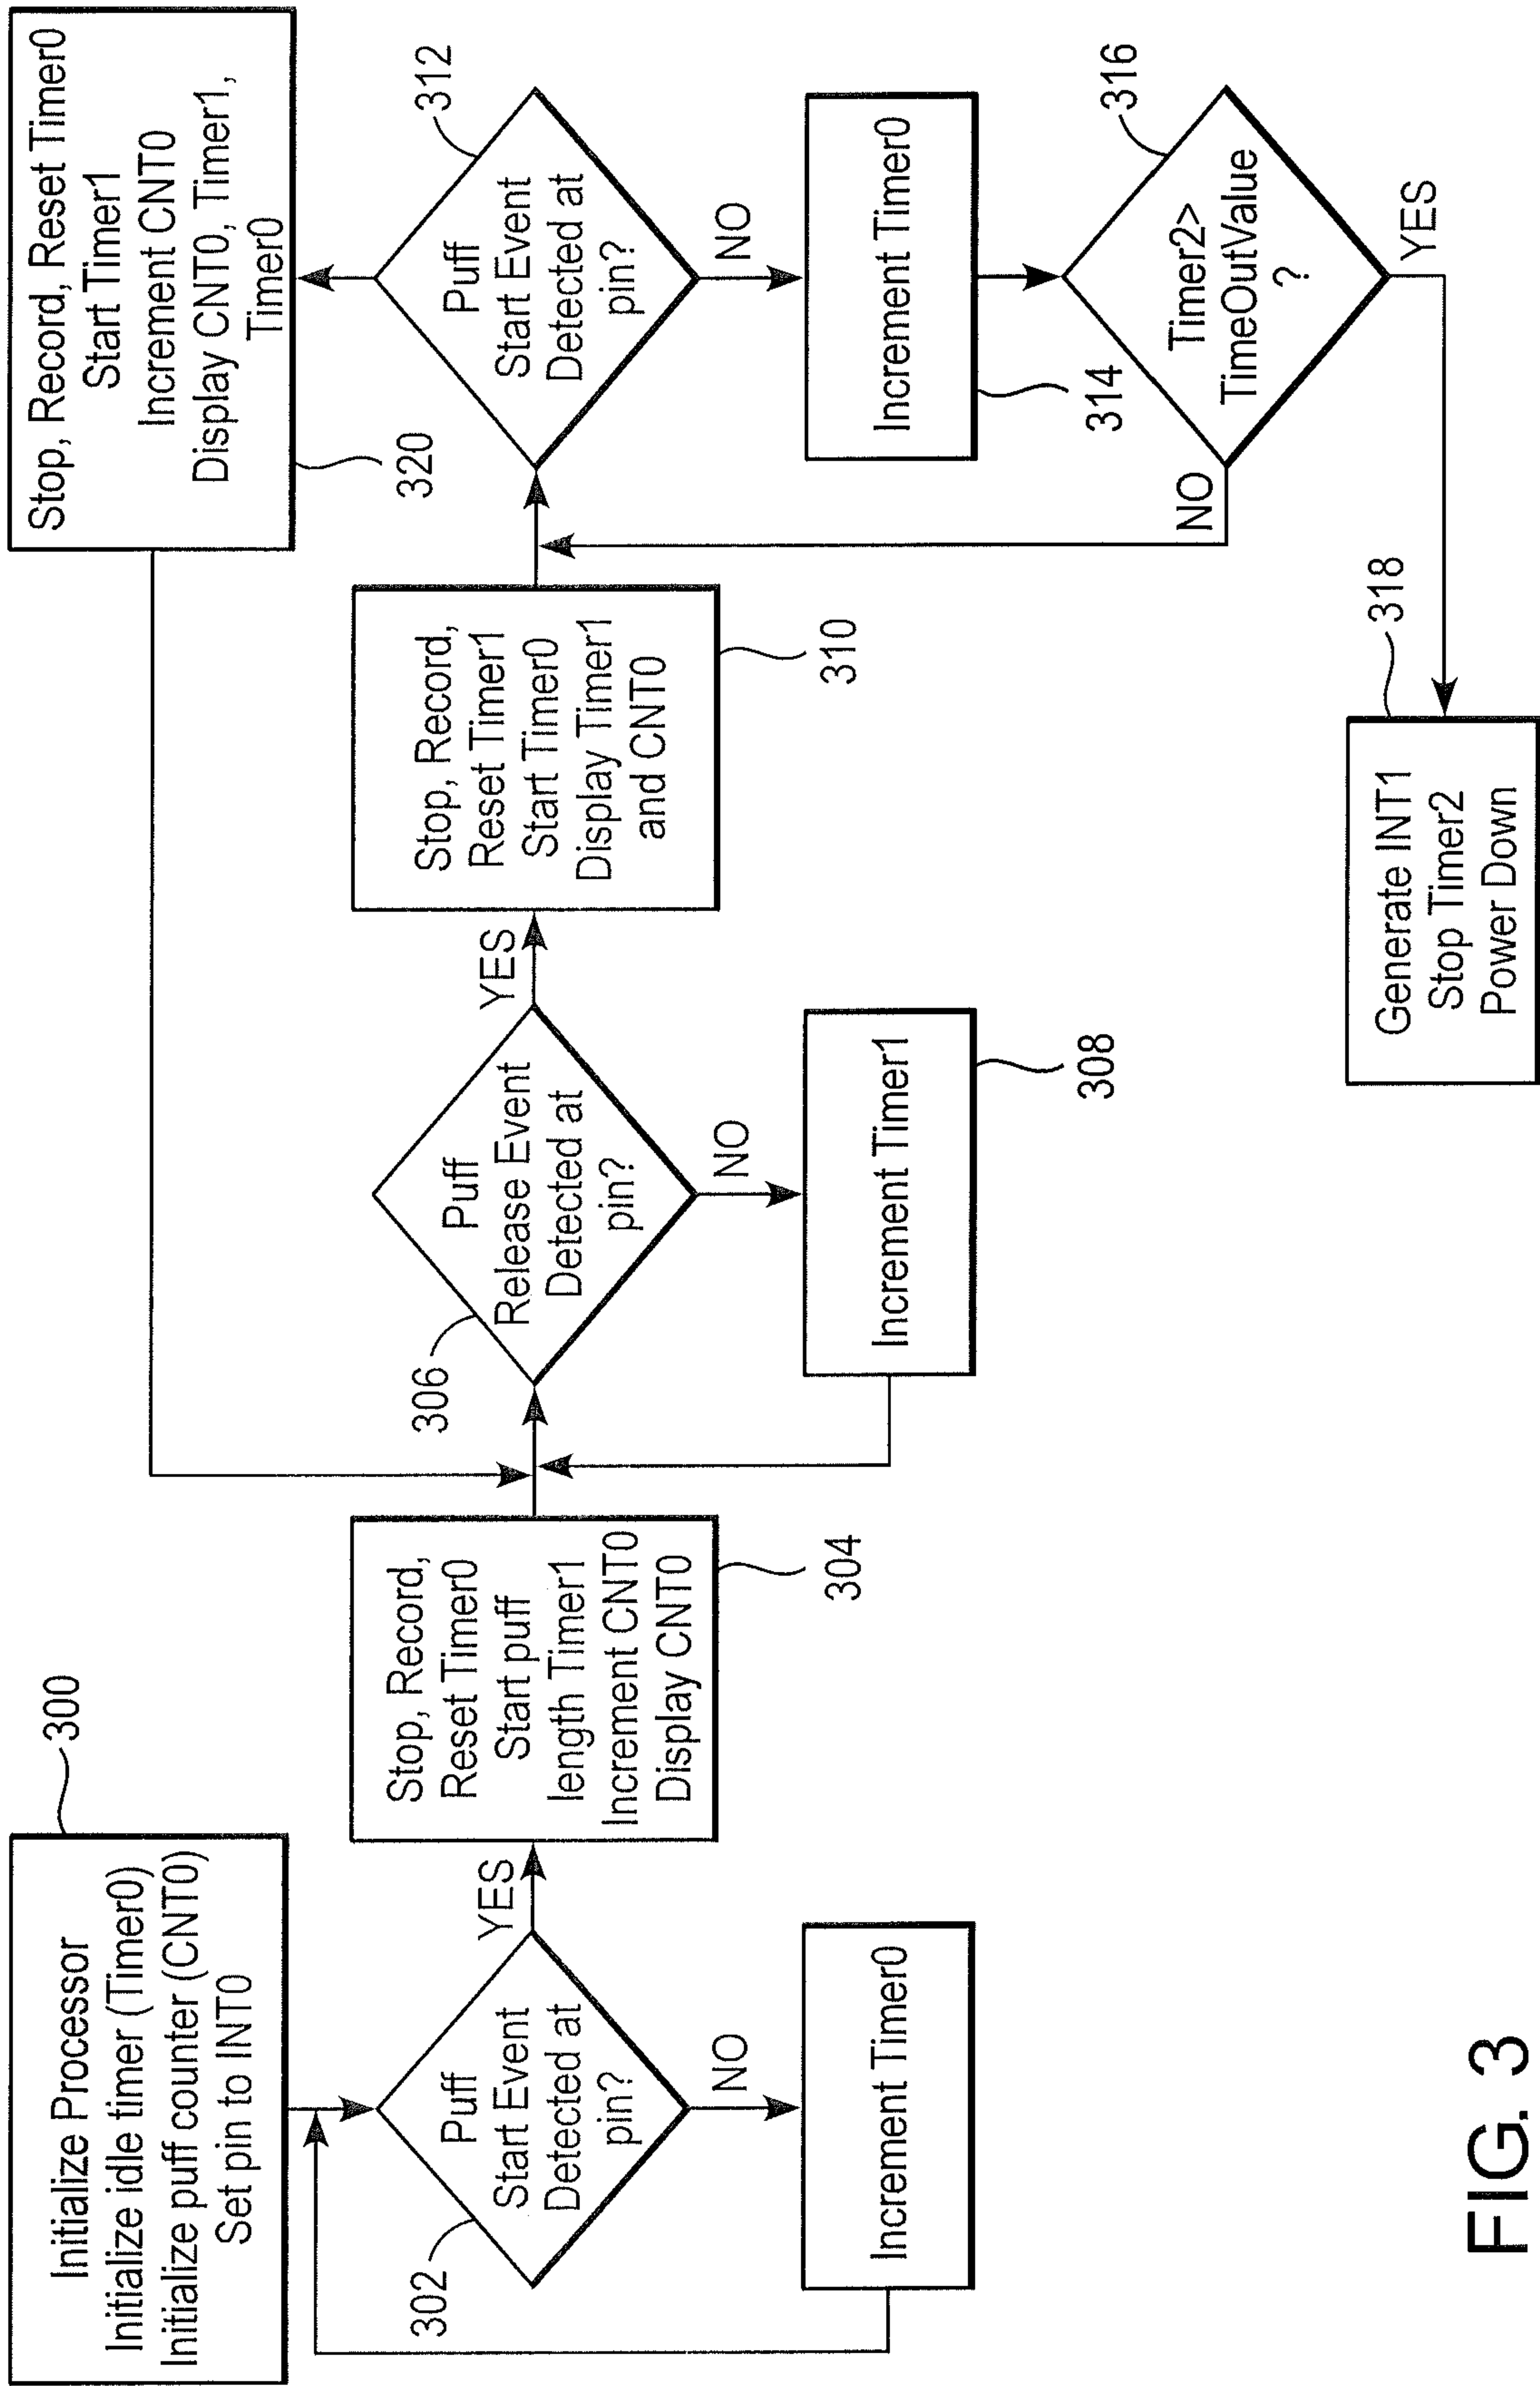 300
Initialize Processor
Initialize idle timer (Timer0)
Initialize puff counter (CNT0)
Set pin to INT0
302
Puff
Start Event
Detected at
pin?
YES
NO
Increment Timer0
Stop, Record,
Reset Timer0
Start puff
length Timer1
Increment CNT0
Display CNT0
304
306
Puff
Release Event
Detected at
pin?
YES
NO
Increment Timer1
308
Stop, Record,
Reset Timer1
Start Timer0
Display Timer1
and CNT0
310
Puff
Start Event
Detected at
pin?
312
NO
Stop, Record, Reset Timer0
Start Timer1
Increment CNT0
Display CNT0, Timer1,
Timer0
320
Increment Timer0
314
Timer2>
TimeOutValue
?
316
NO
YES
318
Generate INT1
Stop Timer2
Power Down
FIG. 3